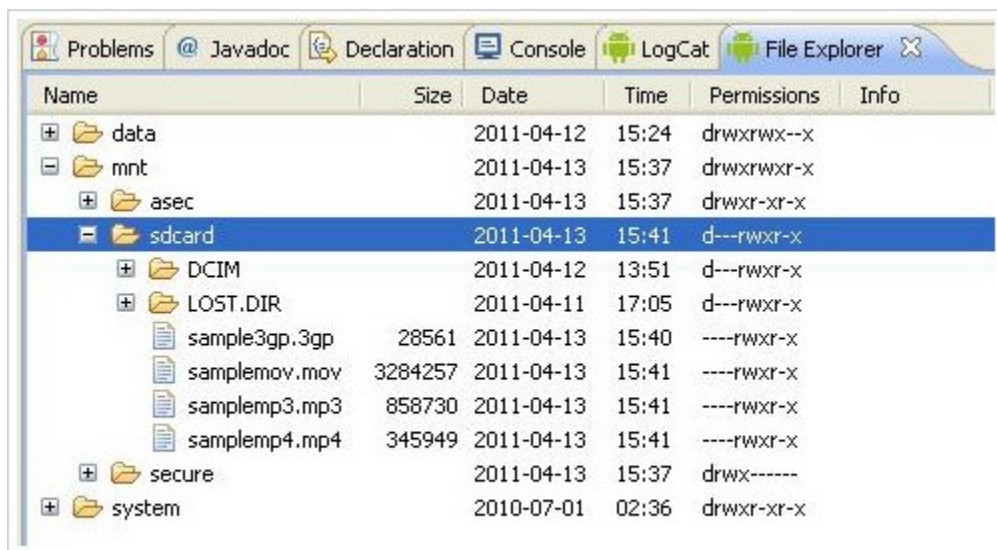 Problems @ Javadoc Declaration Console LogCat File Explorer
Name Size Date Time Permissions Info
data 2011-04-12 15:24 drwxrwx--x
mnt 2011-04-13 15:37 drwxrwxr-x
asec 2011-04-13 15:37 drwxr-xr-x
sdcard 2011-04-13 15:41 d---rwxr-x
DCIM 2011-04-12 13:51 d---rwxr-x
LOST.DIR 2011-04-11 17:05 d---rwxr-x
sample3gp.3gp 28561 2011-04-13 15:40 ----rwxr-x
samplemov.mov 3284257 2011-04-13 15:41 ----rwxr-x
samplemp3.mp3 858730 2011-04-13 15:41 ----rwxr-x
samplemp4.mp4 345949 2011-04-13 15:41 ----rwxr-x
secure 2011-04-13 15:37 drwx------
system 2010-07-01 02:36 drwxr-xr-x